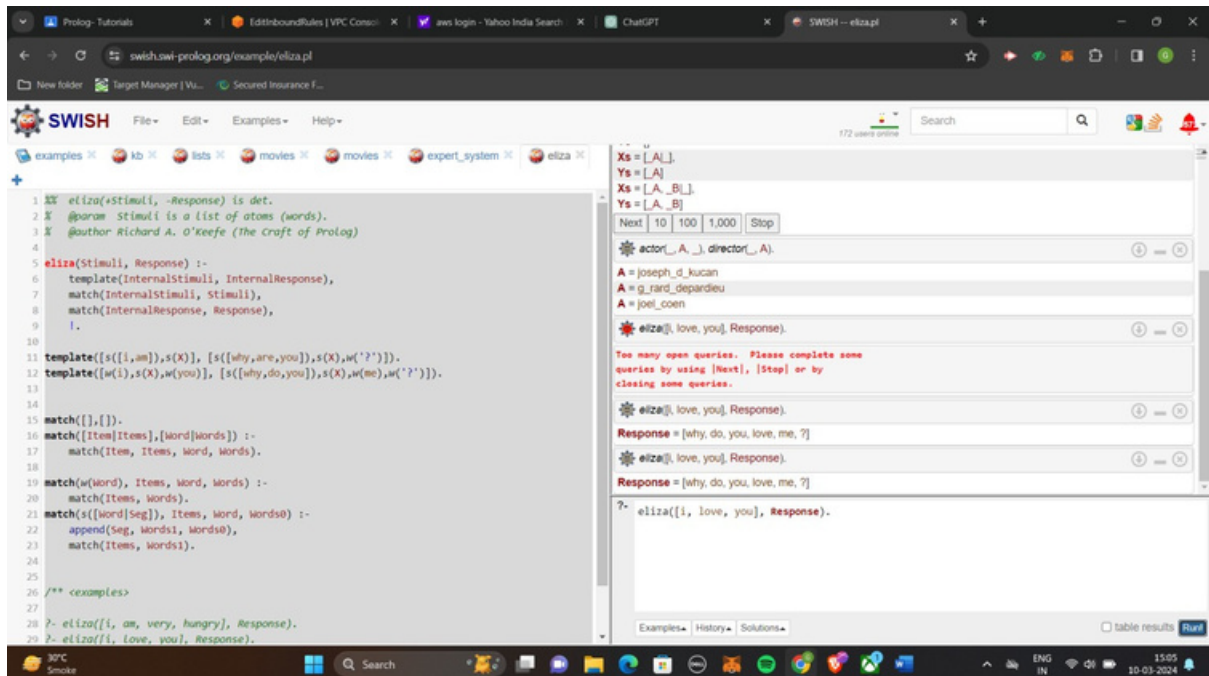 Prolog- Tutorials
EditInboundRules | VPC Consol
aws login - Yahoo India Search
ChatGPT
SWISH -- eliza.pl
swish.swi-prolog.org/example/eliza.pl
G
New folder
Target Manager | Vu...
Secured Insurance F...
SWISH
File
Edit
Examples
Help
172 users online
Search
examples
kb
lists
movies
movies
expert_system
eliza
1 %% eliza(+Stimuli, -Response) is det.
2 % @param Stimuli is a list of atoms (words).
3 % @author Richard A. O'Keefe (The Craft of Prolog)
4
5 eliza(Stimuli, Response) :-
6 template(InternalStimuli, InternalResponse),
7 match(InternalStimuli, Stimuli),
8 match(InternalResponse, Response),
9 !.
10
11 template([s([i,am]),s(X)], [s([why,are,you]),s(X),w('?')]).
12 template([w(i),s(X),w(you)], [s([why,do,you]),s(X),w(me),w('?')]).
13
14
15 match([],[]).
16 match([Item|Items],[Word|Words]) :-
17 match(Item, Items, Word, Words).
18
19 match(w(Word), Items, Word, Words) :-
20 match(Items, Words).
21 match(s([Word|Seg]), Items, Word, Words0) :-
22 append(Seg, Words1, Words0),
23 match(Items, Words1).
24
25
26 /** <examples>
27
28 ?- eliza([i, am, very, hungry], Response).
29 ?- eliza([i, love, you], Response).
Xs = [_A|_],
Ys = [_A]
Xs = [_A, _B|_],
Ys = [_A, _B]
Next 10 100 1,000 Stop
actor(_, A, _), director(_, A).
A = joseph_d_kucan
A = g_rard_depardieu
A = joel_coen
eliza([i, love, you], Response).
Too many open queries. Please complete some
queries by using |Next|, |Stop| or by
closing some queries.
eliza([i, love, you], Response).
Response = [why, do, you, love, me, ?]
eliza([i, love, you], Response).
Response = [why, do, you, love, me, ?]
?- eliza([i, love, you], Response).
Examples History Solutions
table results Run!
30°C
Smoke
Search
ENG
IN
15:05
10-03-2024